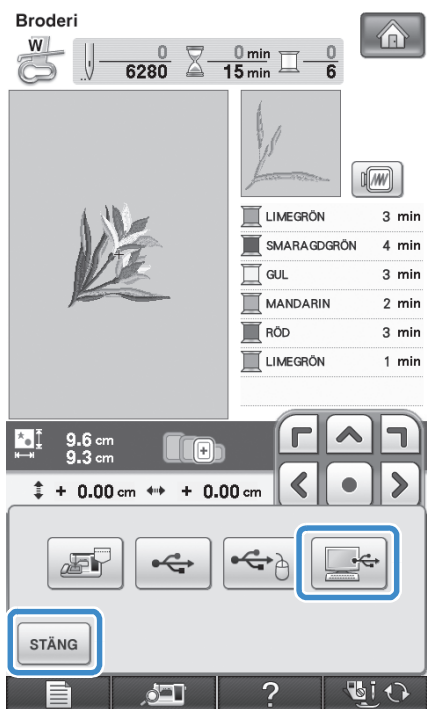 Broderi
W
0 0 min 0
6280 15 min 6
LIMEGRÖN 3 min
SMARAGDGRÖN 4 min
GUL 3 min
MANDARIN 2 min
RÖD 3 min
LIMEGRÖN 1 min
9.6 cm
9.3 cm
+ 0.00 cm + 0.00 cm
STÄNG
?